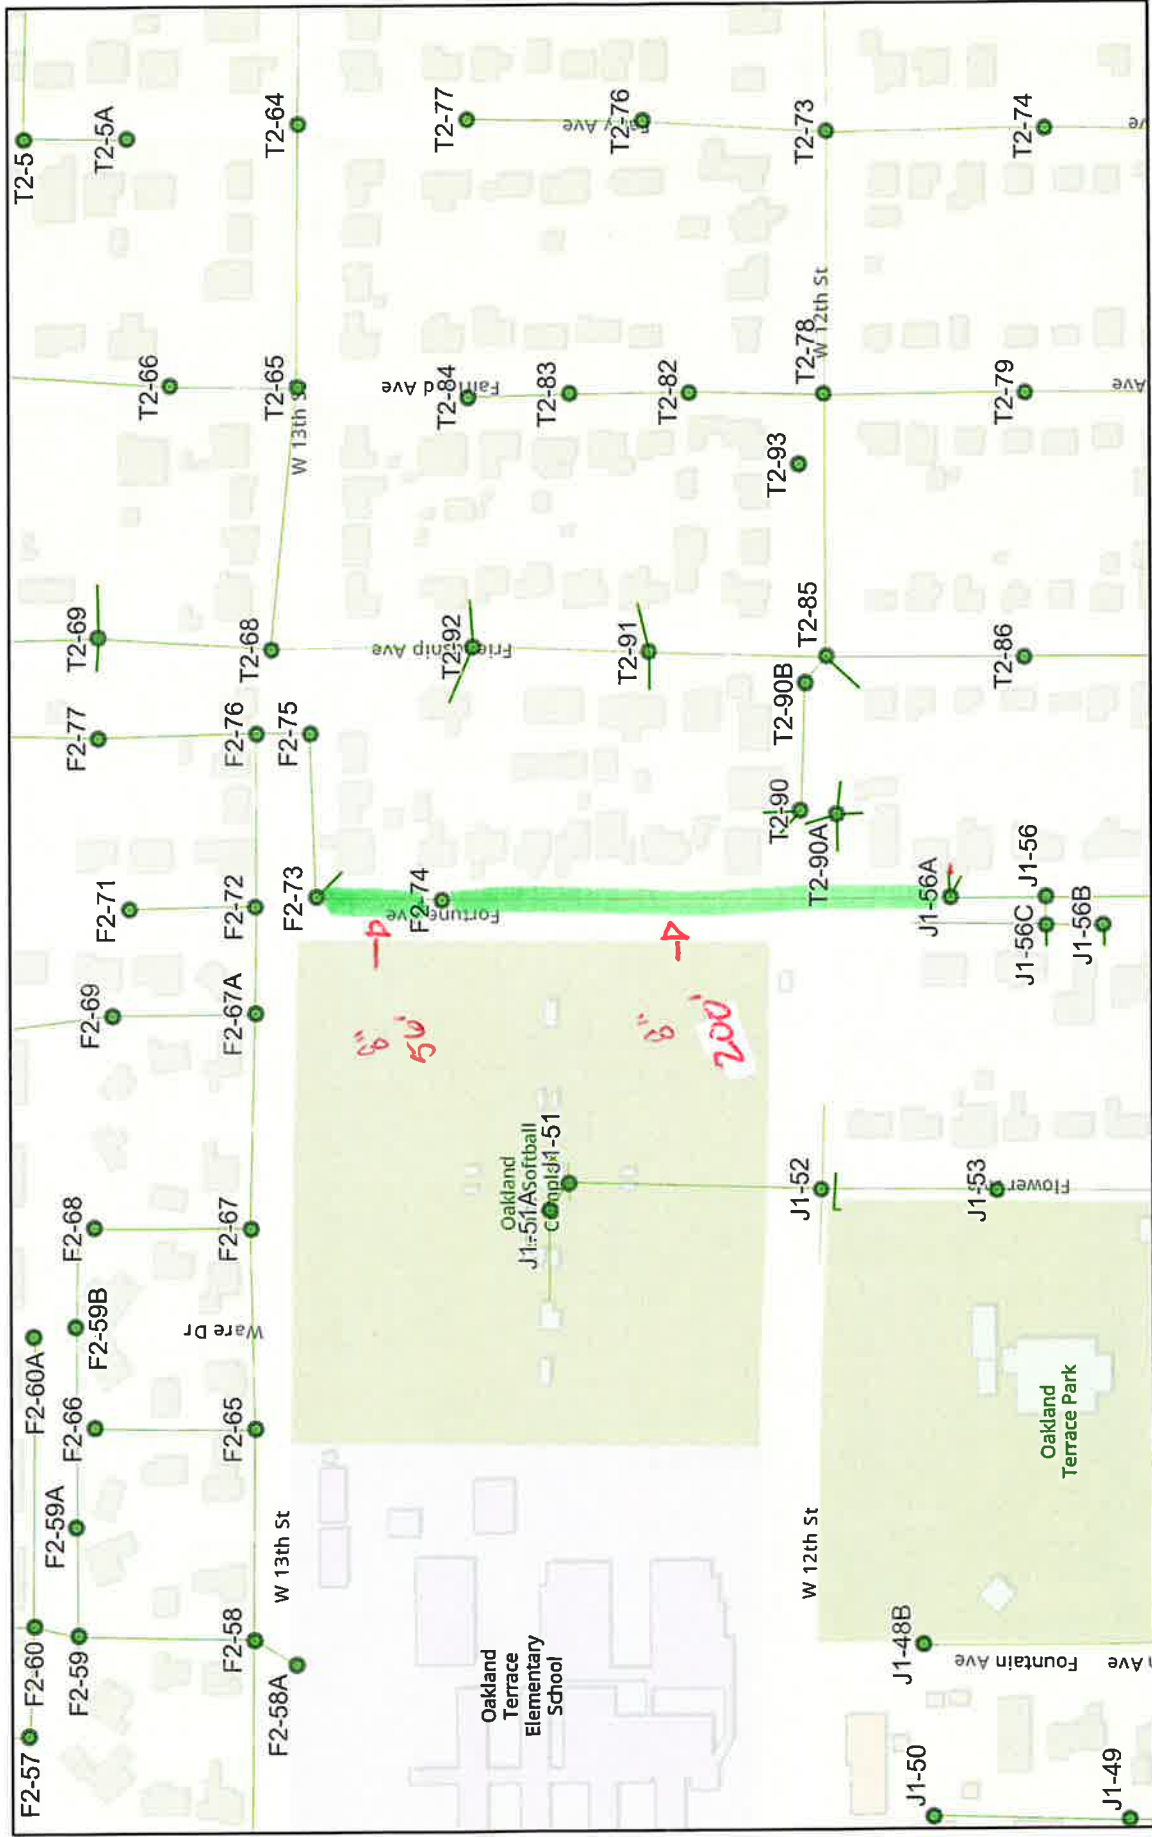 T2-5
T2-5A
T2-64
T2-77
T2-76
T2-73
T2-74
T2-66
T2-65
W 13th S
T2-84
Fairl d Ave
T2-83
T2-82
T2-78
W 12th St
T2-79
Ave
T2-93
T2-69
T2-68
T2-92
T2-91
T2-85
T2-86
T2-90B
F2-77
F2-76
F2-75
T2-90
T2-90A
F2-71
F2-72
F2-73
F2-74
Fortune Ave
J1-56A
J1-56
J1-56C
J1-56B
F2-69
F2-67A
8"
56'
8"
200'
F2-68
F2-67
Oakland
Softball
J1-51A
J1-51
J1-52
J1-53
Flower
F2-60A
F2-59B
Ware Dr
F2-66
F2-65
F2-59A
W 13th St
W 12th St
Oakland
Terrace Park
F2-60
F2-59
F2-58
F2-58A
F2-57
Oakland
Terrace
Elementary
School
J1-48B
Fountain Ave
n Ave
J1-50
J1-49